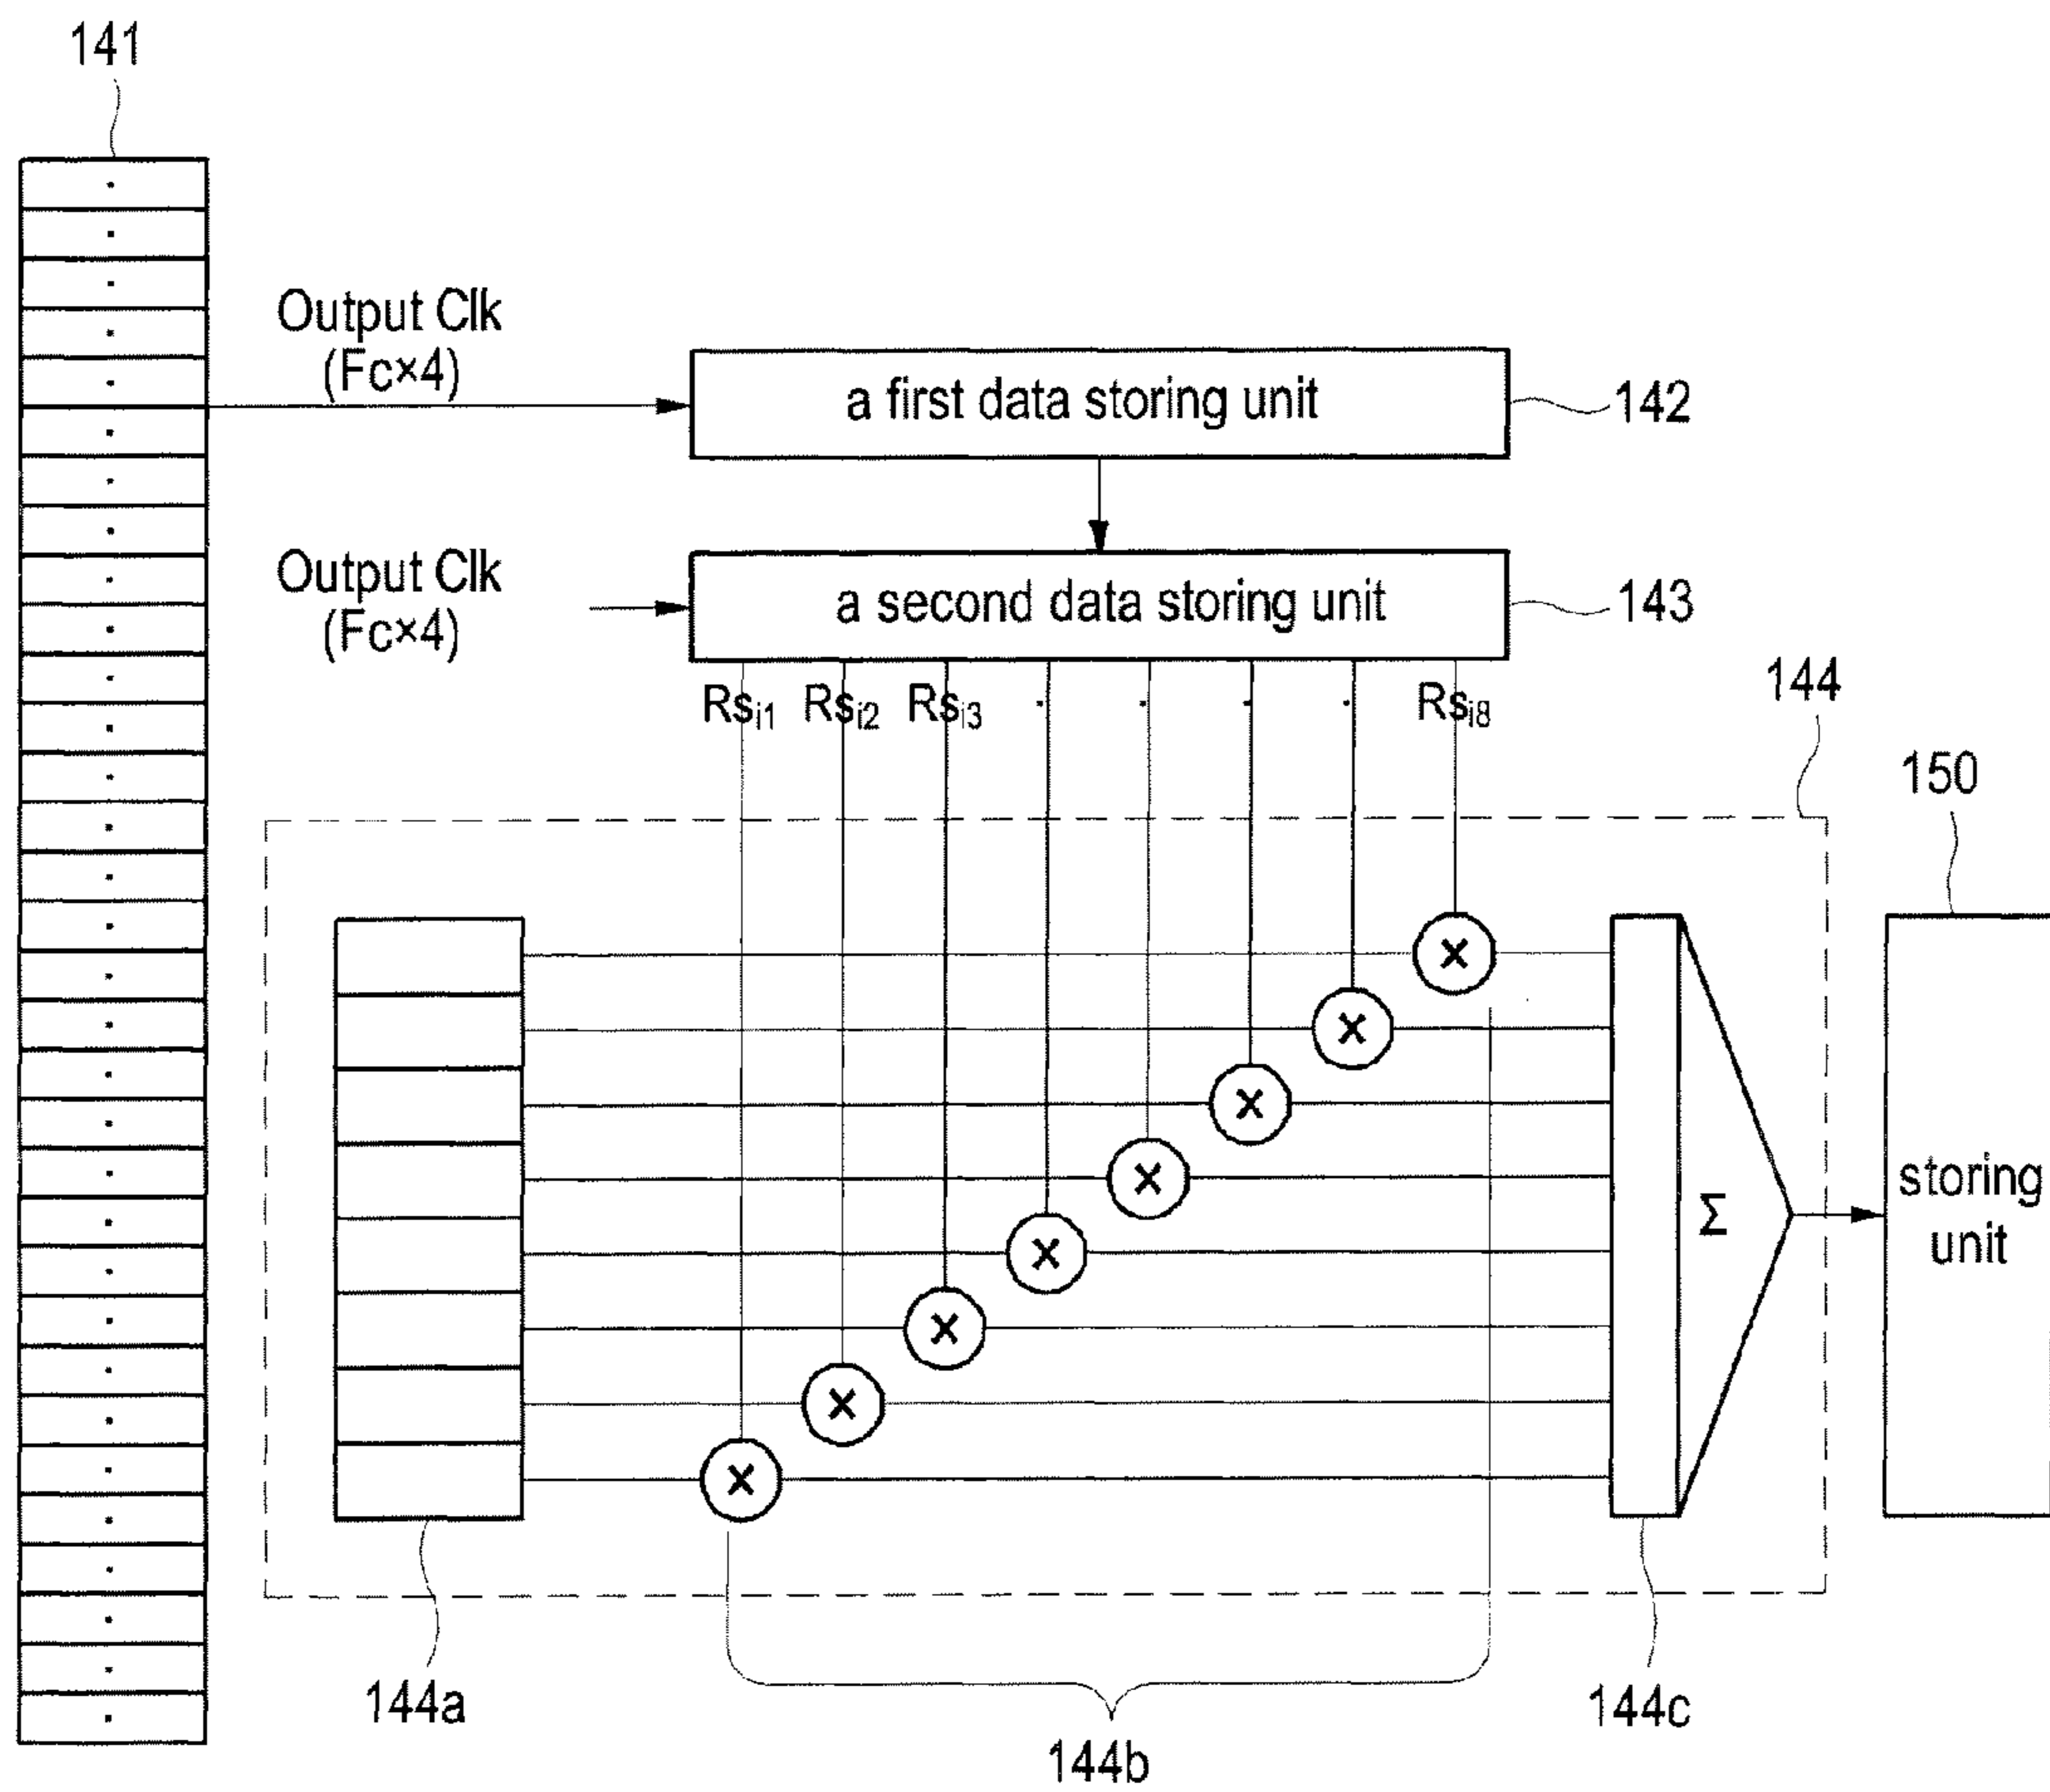 141
Output Clk
(Fc×4)
a first data storing unit
142
Output Clk
(Fc×4)
a second data storing unit
143
Rsi1 Rsi2 Rsi3 . . . . Rsi8
144
150
Σ
storing
unit
144a
144b
144c